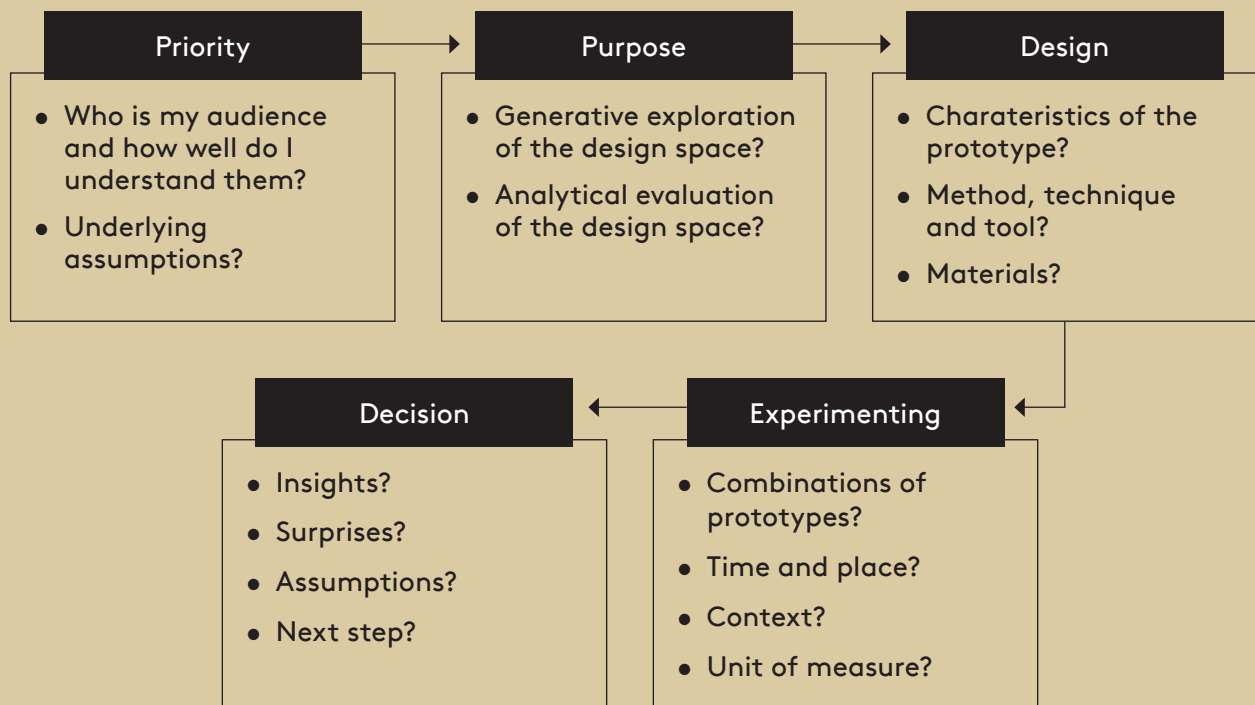 Priority
• Who is my audience
and how well do I
understand them?
• Underlying
assumptions?
Purpose
• Generative exploration
of the design space?
• Analytical evaluation
of the design space?
Design
• Charateristics of the
prototype?
• Method, technique
and tool?
• Materials?
Decision
• Insights?
• Surprises?
• Assumptions?
• Next step?
Experimenting
• Combinations of
prototypes?
• Time and place?
• Context?
• Unit of measure?